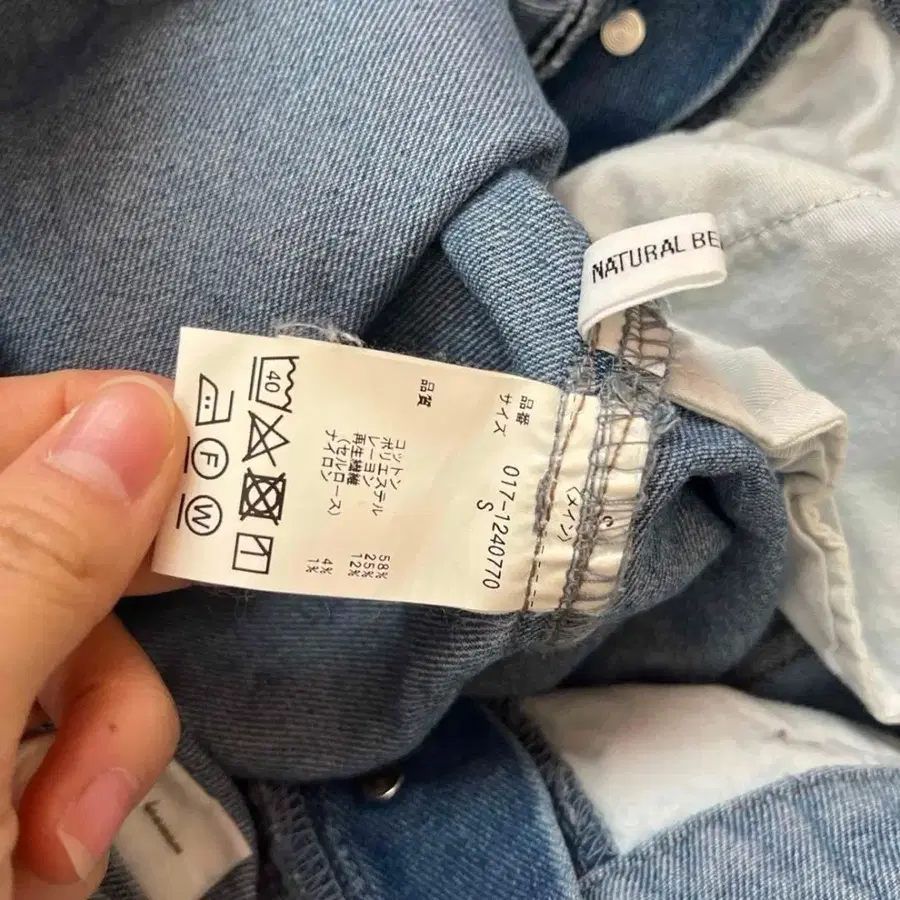 NATURAL BE
品番 017-1240770
サイズ S
(メイン)
品質
コットン 58%
ポリエステル 25%
レーヨン 12%
再生繊維(セルロース) 4%
ナイロン 1%
40
F
W